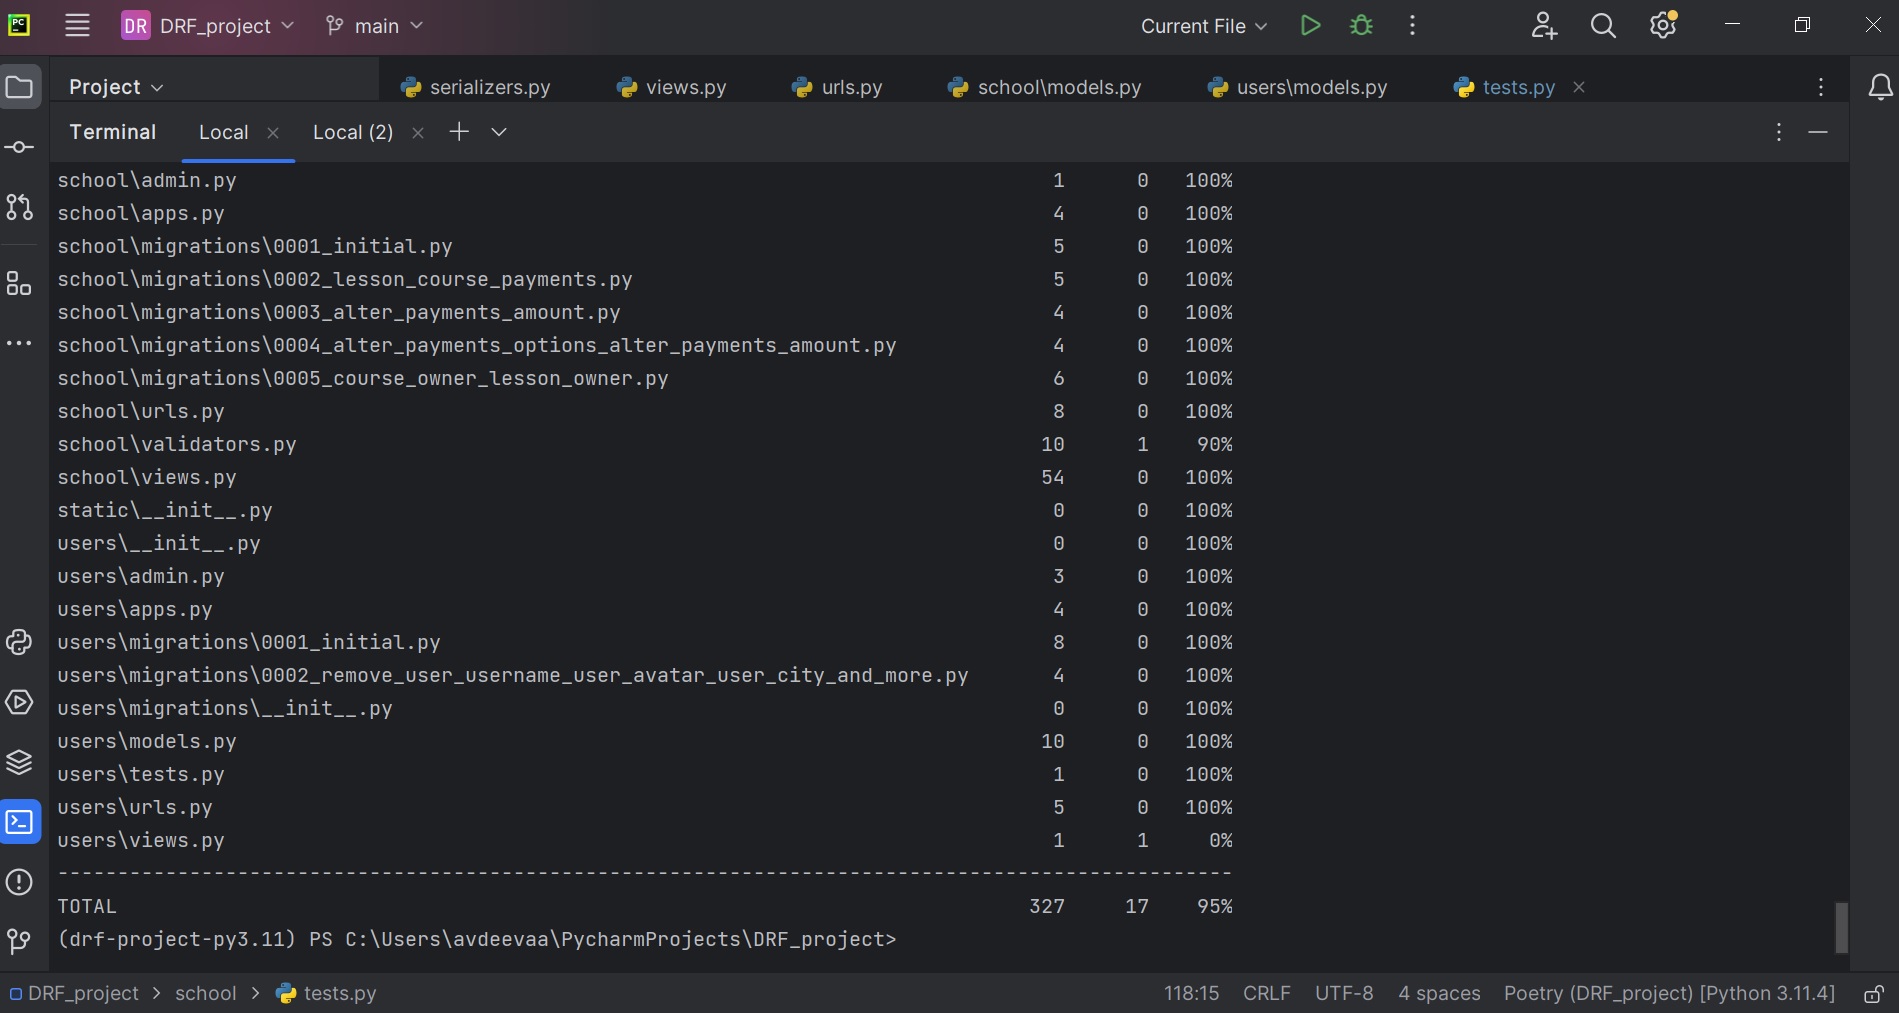 PC DR DRF_project main Current File
Project serializers.py views.py urls.py school\models.py users\models.py tests.py
Terminal Local Local (2)
school\admin.py 1 0 100%
school\apps.py 4 0 100%
school\migrations\0001_initial.py 5 0 100%
school\migrations\0002_lesson_course_payments.py 5 0 100%
school\migrations\0003_alter_payments_amount.py 4 0 100%
school\migrations\0004_alter_payments_options_alter_payments_amount.py 4 0 100%
school\migrations\0005_course_owner_lesson_owner.py 6 0 100%
school\urls.py 8 0 100%
school\validators.py 10 1 90%
school\views.py 54 0 100%
static\__init__.py 0 0 100%
users\__init__.py 0 0 100%
users\admin.py 3 0 100%
users\apps.py 4 0 100%
users\migrations\0001_initial.py 8 0 100%
users\migrations\0002_remove_user_username_user_avatar_user_city_and_more.py 4 0 100%
users\migrations\__init__.py 0 0 100%
users\models.py 10 0 100%
users\tests.py 1 0 100%
users\urls.py 5 0 100%
users\views.py 1 1 0%
--------------------------------------------------------------------------------------------------
TOTAL 327 17 95%
(drf-project-py3.11) PS C:\Users\avdeevaa\PycharmProjects\DRF_project>
DRF_project > school > tests.py 118:15 CRLF UTF-8 4 spaces Poetry (DRF_project) [Python 3.11.4]